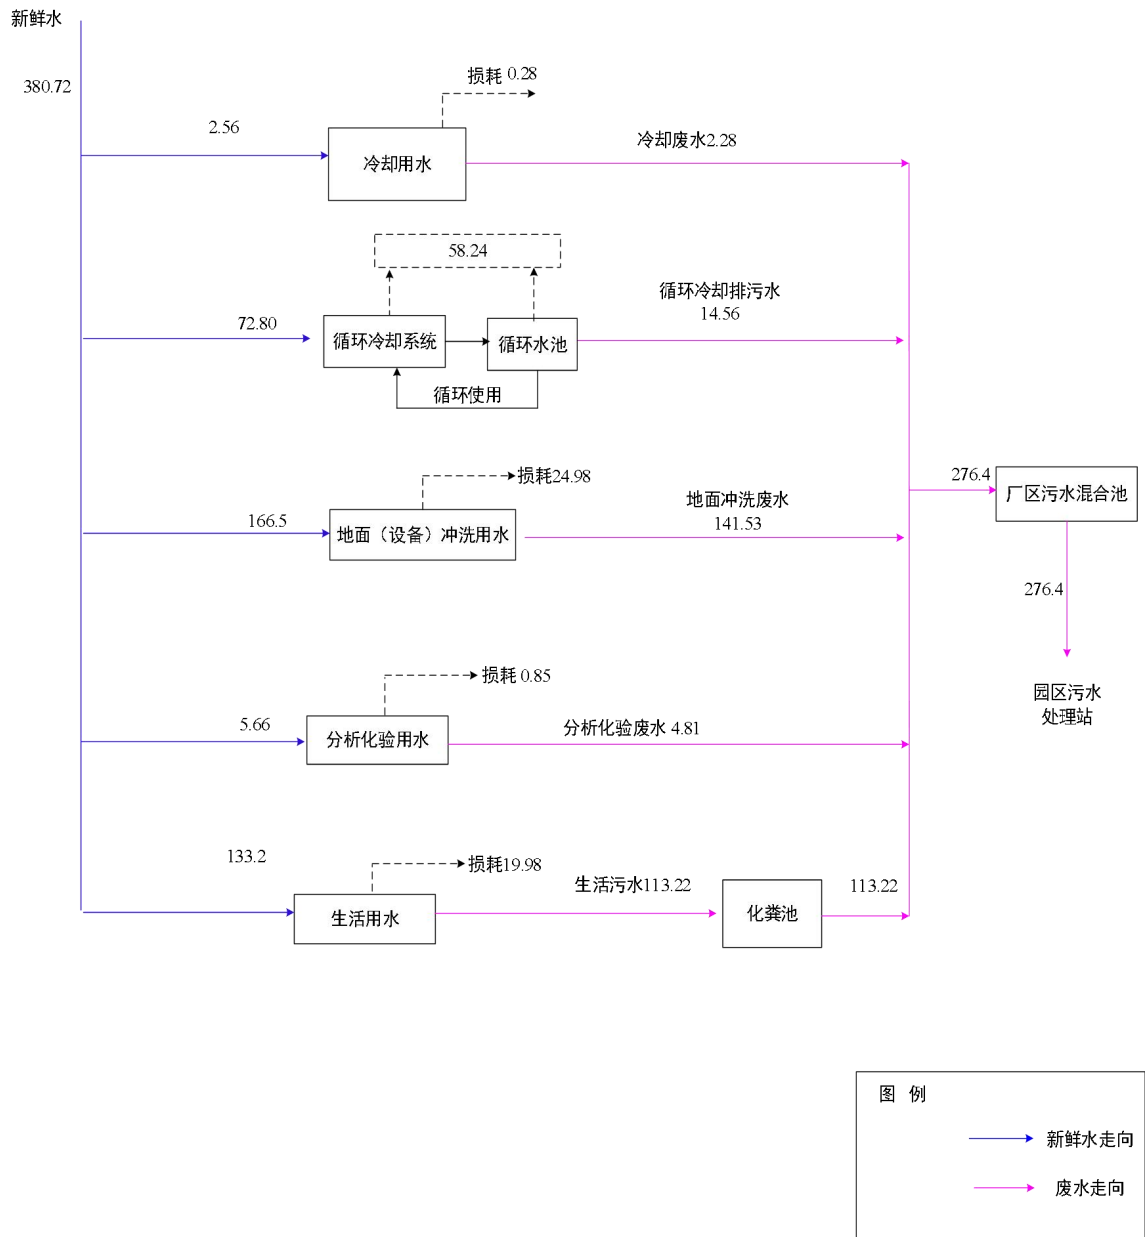 新鲜水
380.72
损耗 0.28
2.56
冷却用水
冷却废水2.28
58.24
循环冷却排污水
14.56
72.80
循环冷却系统
循环水池
循环使用
损耗24.98
166.5
地面（设备）冲洗用水
地面冲洗废水
141.53
276.4
厂区污水混合池
276.4
园区污水
处理站
损耗 0.85
5.66
分析化验用水
分析化验废水 4.81
133.2
损耗19.98
生活用水
生活污水113.22
化粪池
113.22
图 例
新鲜水走向
废水走向